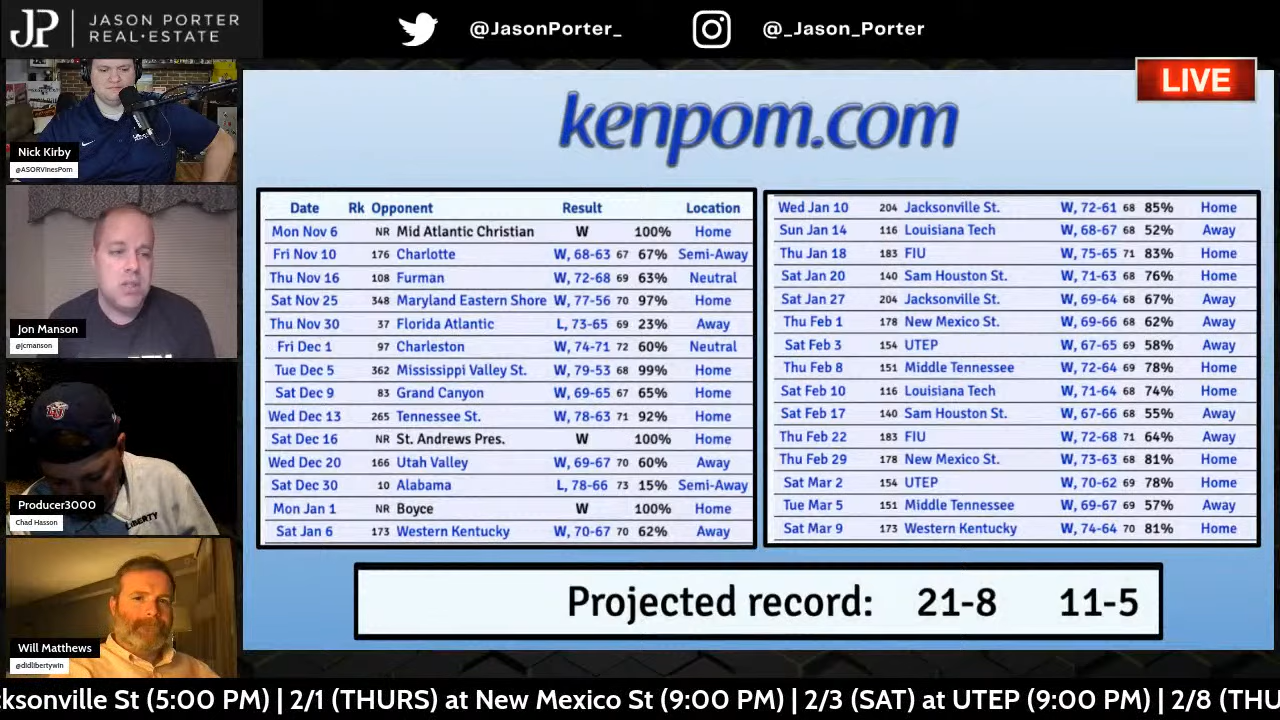 JP | JASON PORTER
REAL•ESTATE
@JasonPorter_
@_Jason_Porter
LIVE
Nick Kirby
@ASORVinesPom
Jon Manson
@jcmanson
Producer3000
Chad Hasson
LIBERTY
Will Matthews
@didlibertywin
kenpom.com
Date Rk Opponent Result Location
Mon Nov 6 NR Mid Atlantic Christian W 100% Home
Fri Nov 10 176 Charlotte W, 68-63 67 67% Semi-Away
Thu Nov 16 108 Furman W, 72-68 69 63% Neutral
Sat Nov 25 348 Maryland Eastern Shore W, 77-56 70 97% Home
Thu Nov 30 37 Florida Atlantic L, 73-65 69 23% Away
Fri Dec 1 97 Charleston W, 74-71 72 60% Neutral
Tue Dec 5 362 Mississippi Valley St. W, 79-53 68 99% Home
Sat Dec 9 83 Grand Canyon W, 69-65 67 65% Home
Wed Dec 13 265 Tennessee St. W, 78-63 71 92% Home
Sat Dec 16 NR St. Andrews Pres. W 100% Home
Wed Dec 20 166 Utah Valley W, 69-67 70 60% Away
Sat Dec 30 10 Alabama L, 78-66 73 15% Semi-Away
Mon Jan 1 NR Boyce W 100% Home
Sat Jan 6 173 Western Kentucky W, 70-67 70 62% Away
Wed Jan 10 204 Jacksonville St. W, 72-61 68 85% Home
Sun Jan 14 116 Louisiana Tech W, 68-67 68 52% Away
Thu Jan 18 183 FIU W, 75-65 71 83% Home
Sat Jan 20 140 Sam Houston St. W, 71-63 68 76% Home
Sat Jan 27 204 Jacksonville St. W, 69-64 68 67% Away
Thu Feb 1 178 New Mexico St. W, 69-66 68 62% Away
Sat Feb 3 154 UTEP W, 67-65 69 58% Away
Thu Feb 8 151 Middle Tennessee W, 72-64 69 78% Home
Sat Feb 10 116 Louisiana Tech W, 71-64 68 74% Home
Sat Feb 17 140 Sam Houston St. W, 67-66 68 55% Away
Thu Feb 22 183 FIU W, 72-68 71 64% Away
Thu Feb 29 178 New Mexico St. W, 73-63 68 81% Home
Sat Mar 2 154 UTEP W, 70-62 69 78% Home
Tue Mar 5 151 Middle Tennessee W, 69-67 69 57% Away
Sat Mar 9 173 Western Kentucky W, 74-64 70 81% Home
Projected record: 21-8 11-5
cksonville St (5:00 PM) | 2/1 (THURS) at New Mexico St (9:00 PM) | 2/3 (SAT) at UTEP (9:00 PM) | 2/8 (THU